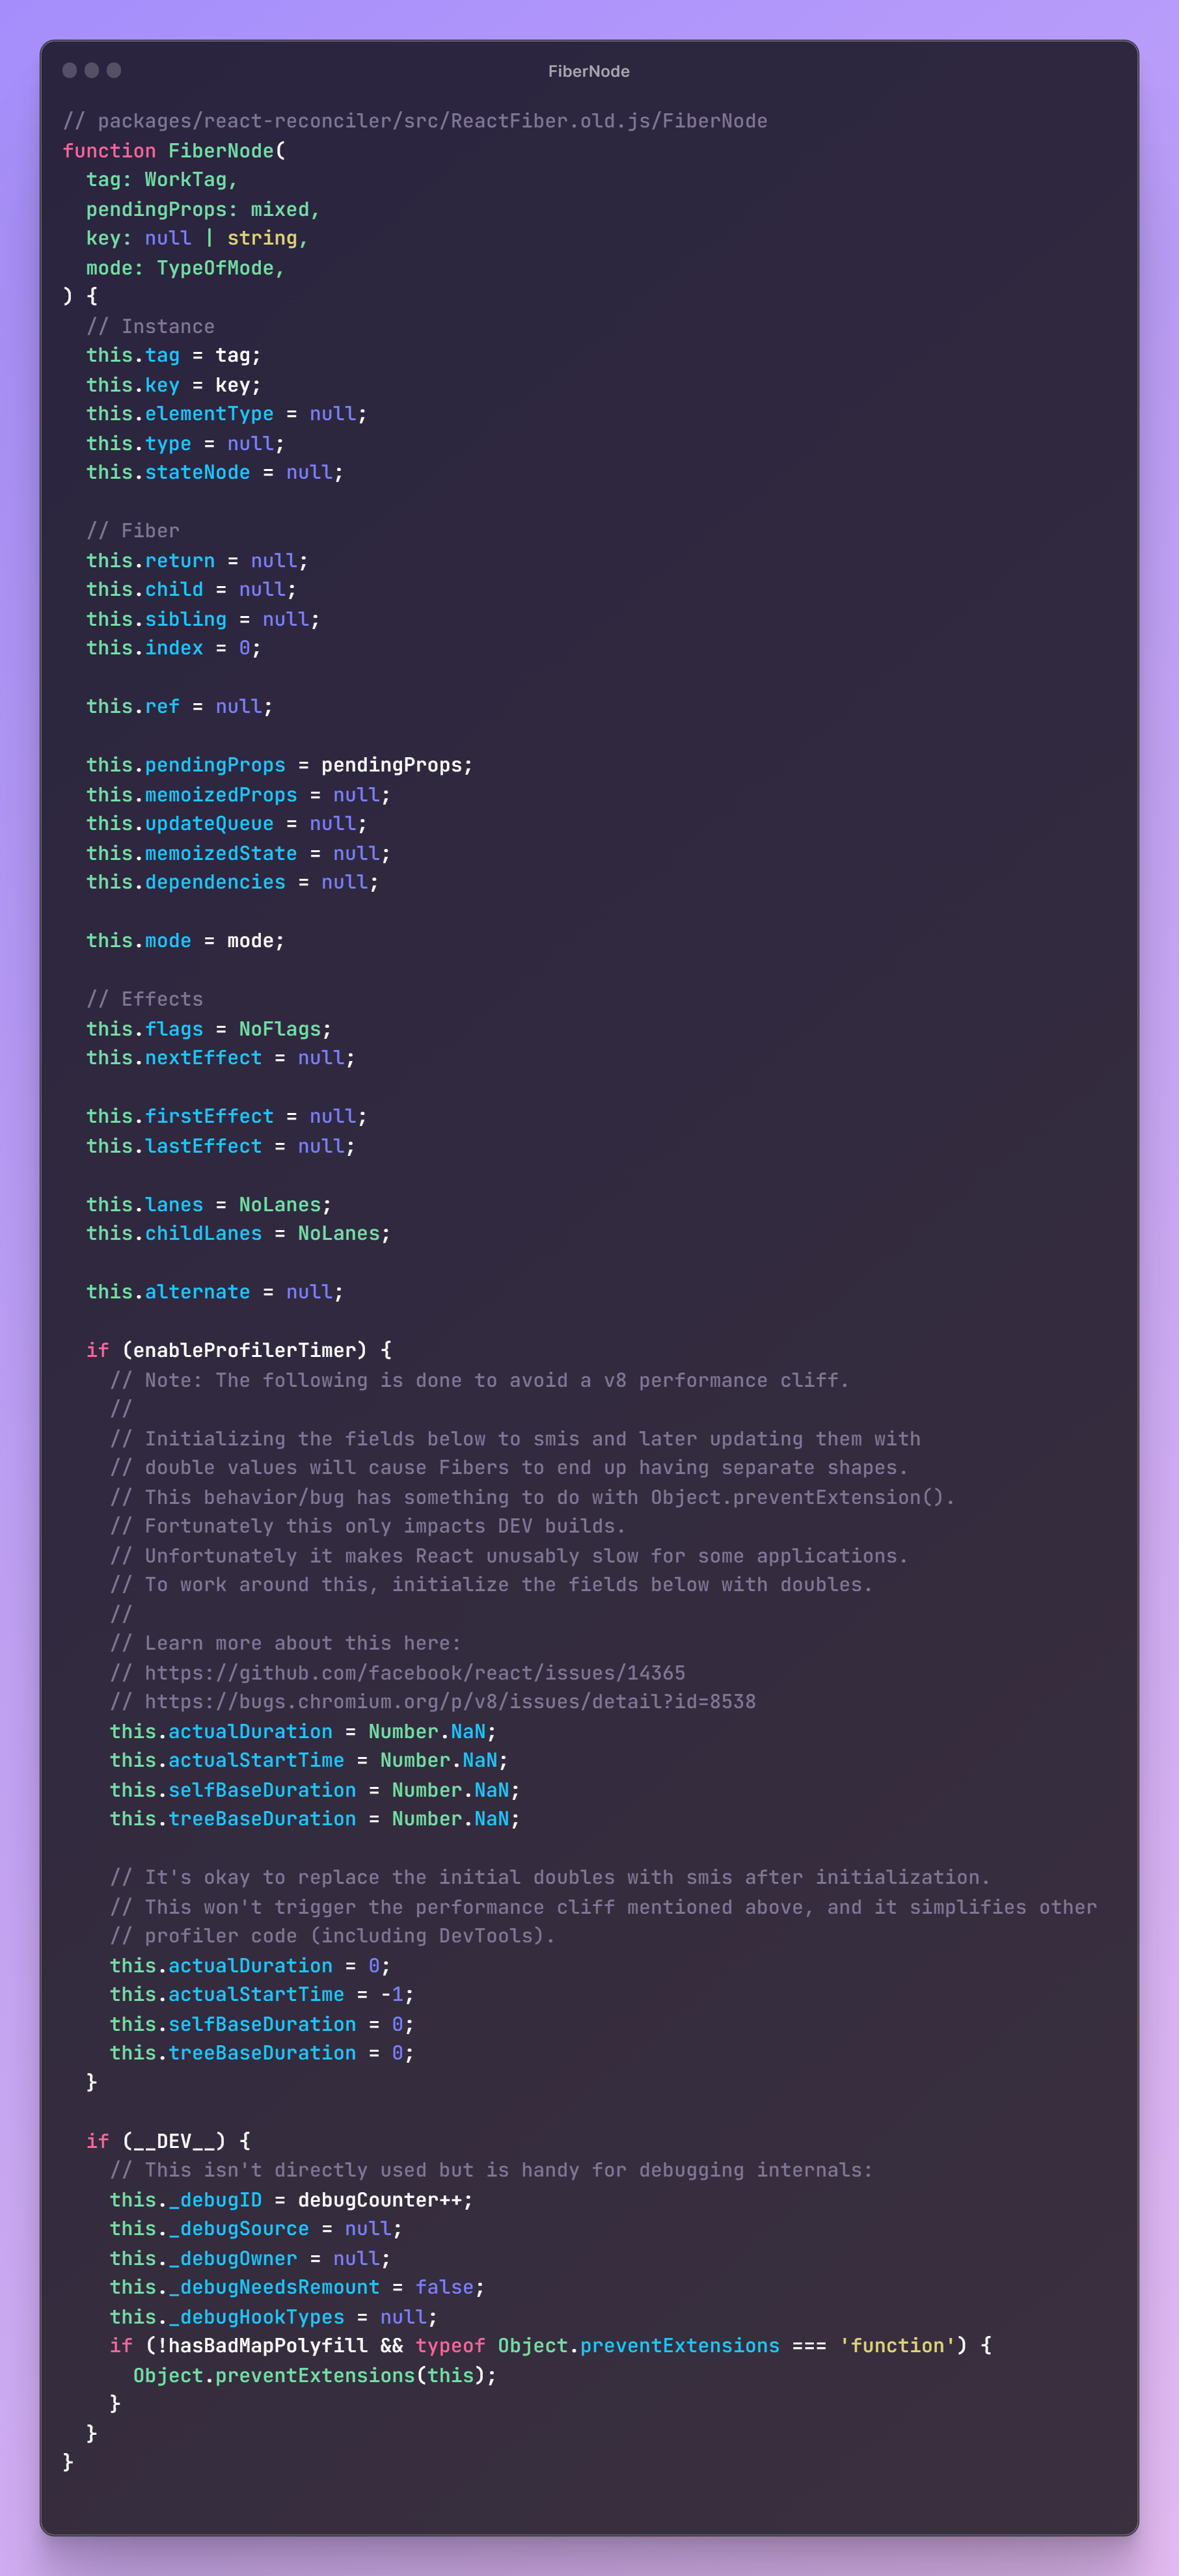 FiberNode
// packages/react-reconciler/src/ReactFiber.old.js/FiberNode
function FiberNode(
  tag: WorkTag,
  pendingProps: mixed,
  key: null | string,
  mode: TypeOfMode,
) {
  // Instance
  this.tag = tag;
  this.key = key;
  this.elementType = null;
  this.type = null;
  this.stateNode = null;

  // Fiber
  this.return = null;
  this.child = null;
  this.sibling = null;
  this.index = 0;

  this.ref = null;

  this.pendingProps = pendingProps;
  this.memoizedProps = null;
  this.updateQueue = null;
  this.memoizedState = null;
  this.dependencies = null;

  this.mode = mode;

  // Effects
  this.flags = NoFlags;
  this.nextEffect = null;

  this.firstEffect = null;
  this.lastEffect = null;

  this.lanes = NoLanes;
  this.childLanes = NoLanes;

  this.alternate = null;

  if (enableProfilerTimer) {
    // Note: The following is done to avoid a v8 performance cliff.
    //
    // Initializing the fields below to smis and later updating them with
    // double values will cause Fibers to end up having separate shapes.
    // This behavior/bug has something to do with Object.preventExtension().
    // Fortunately this only impacts DEV builds.
    // Unfortunately it makes React unusably slow for some applications.
    // To work around this, initialize the fields below with doubles.
    //
    // Learn more about this here:
    // https://github.com/facebook/react/issues/14365
    // https://bugs.chromium.org/p/v8/issues/detail?id=8538
    this.actualDuration = Number.NaN;
    this.actualStartTime = Number.NaN;
    this.selfBaseDuration = Number.NaN;
    this.treeBaseDuration = Number.NaN;

    // It's okay to replace the initial doubles with smis after initialization.
    // This won't trigger the performance cliff mentioned above, and it simplifies other
    // profiler code (including DevTools).
    this.actualDuration = 0;
    this.actualStartTime = -1;
    this.selfBaseDuration = 0;
    this.treeBaseDuration = 0;
  }

  if (__DEV__) {
    // This isn't directly used but is handy for debugging internals:
    this._debugID = debugCounter++;
    this._debugSource = null;
    this._debugOwner = null;
    this._debugNeedsRemount = false;
    this._debugHookTypes = null;
    if (!hasBadMapPolyfill && typeof Object.preventExtensions === 'function') {
      Object.preventExtensions(this);
    }
  }
}